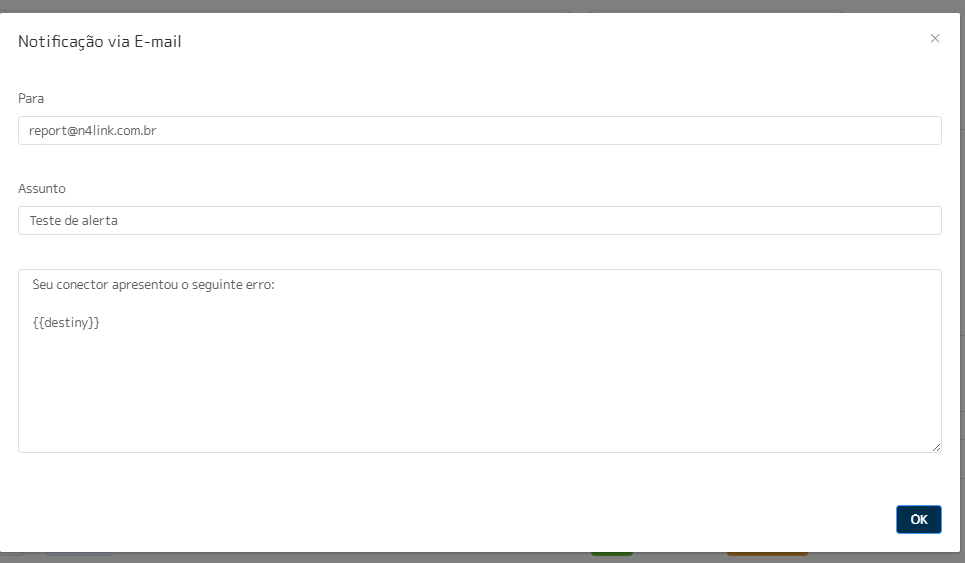 Notificação via E-mail
Para
report@n4link.com.br
Assunto
Teste de alerta
Seu conector apresentou o seguinte erro:
{{destiny}}
OK